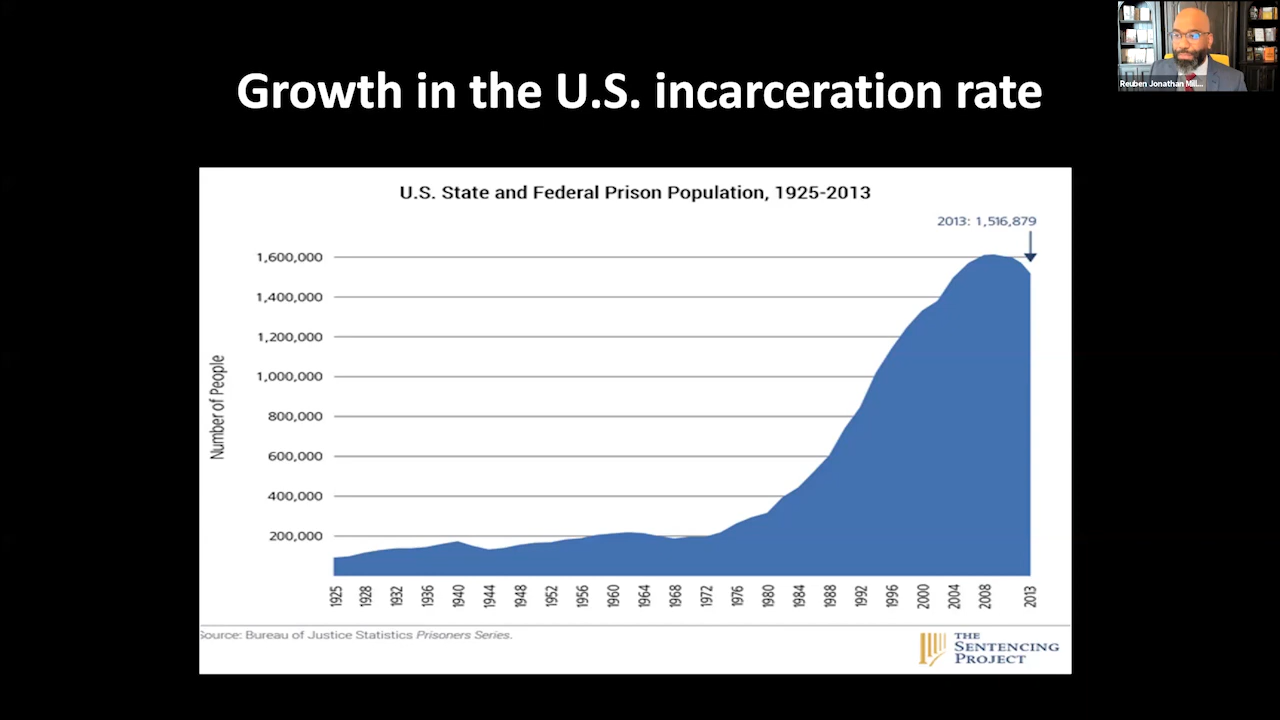 Reuben Jonathan Mil...
Growth in the U.S. incarceration rate
U.S. State and Federal Prison Population, 1925-2013
2013: 1,516,879
Number of People
1,600,000
1,400,000
1,200,000
1,000,000
800,000
600,000
400,000
200,000
1925 1928 1932 1936 1940 1944 1948 1952 1956 1960 1964 1968 1972 1976 1980 1984 1988 1992 1996 2000 2004 2008 2013
Source: Bureau of Justice Statistics Prisoners Series.
THE
SENTENCING
PROJECT